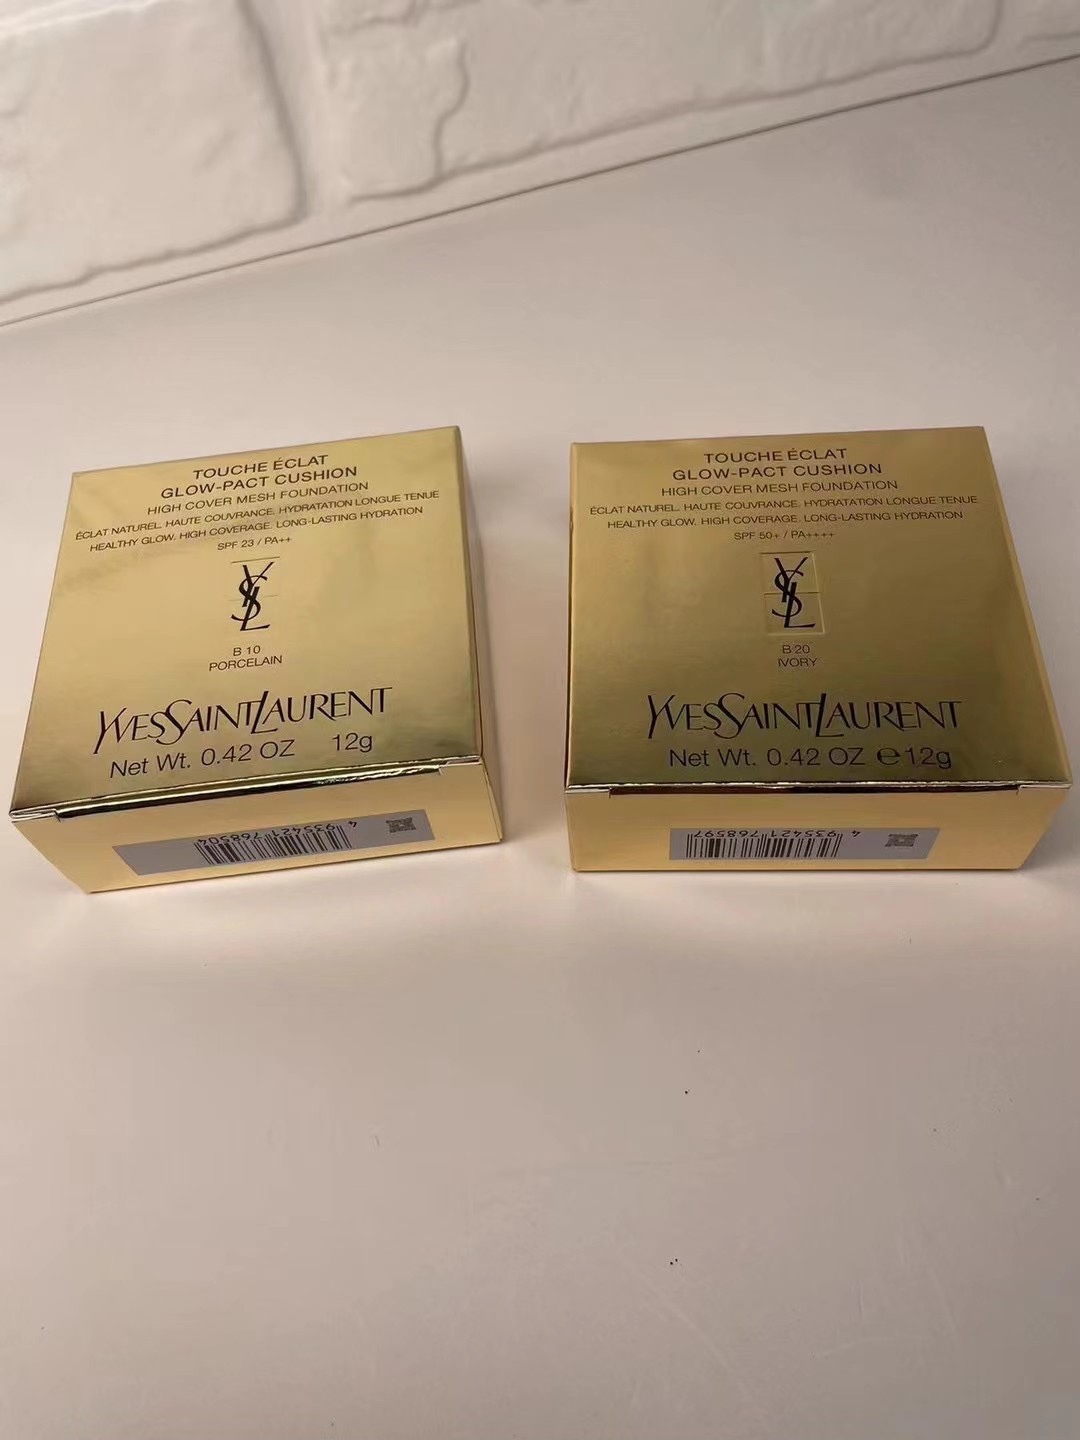 TOUCHE ÉCLAT
GLOW-PACT CUSHION
HIGH COVER MESH FOUNDATION
ÉCLAT NATUREL. HAUTE COUVRANCE. HYDRATATION LONGUE TENUE
HEALTHY GLOW. HIGH COVERAGE. LONG-LASTING HYDRATION
SPF 23 / PA++
YSL
B 10
PORCELAIN
YVESSAINTLAURENT
Net Wt. 0.42 OZ 12g
4 935421 768504
TOUCHE ÉCLAT
GLOW-PACT CUSHION
HIGH COVER MESH FOUNDATION
ÉCLAT NATUREL. HAUTE COUVRANCE. HYDRATATION LONGUE TENUE
HEALTHY GLOW. HIGH COVERAGE. LONG-LASTING HYDRATION
SPF 50+ / PA++++
YSL
B 20
IVORY
YVESSAINTLAURENT
Net Wt. 0.42 OZ e 12g
4 935421 768597